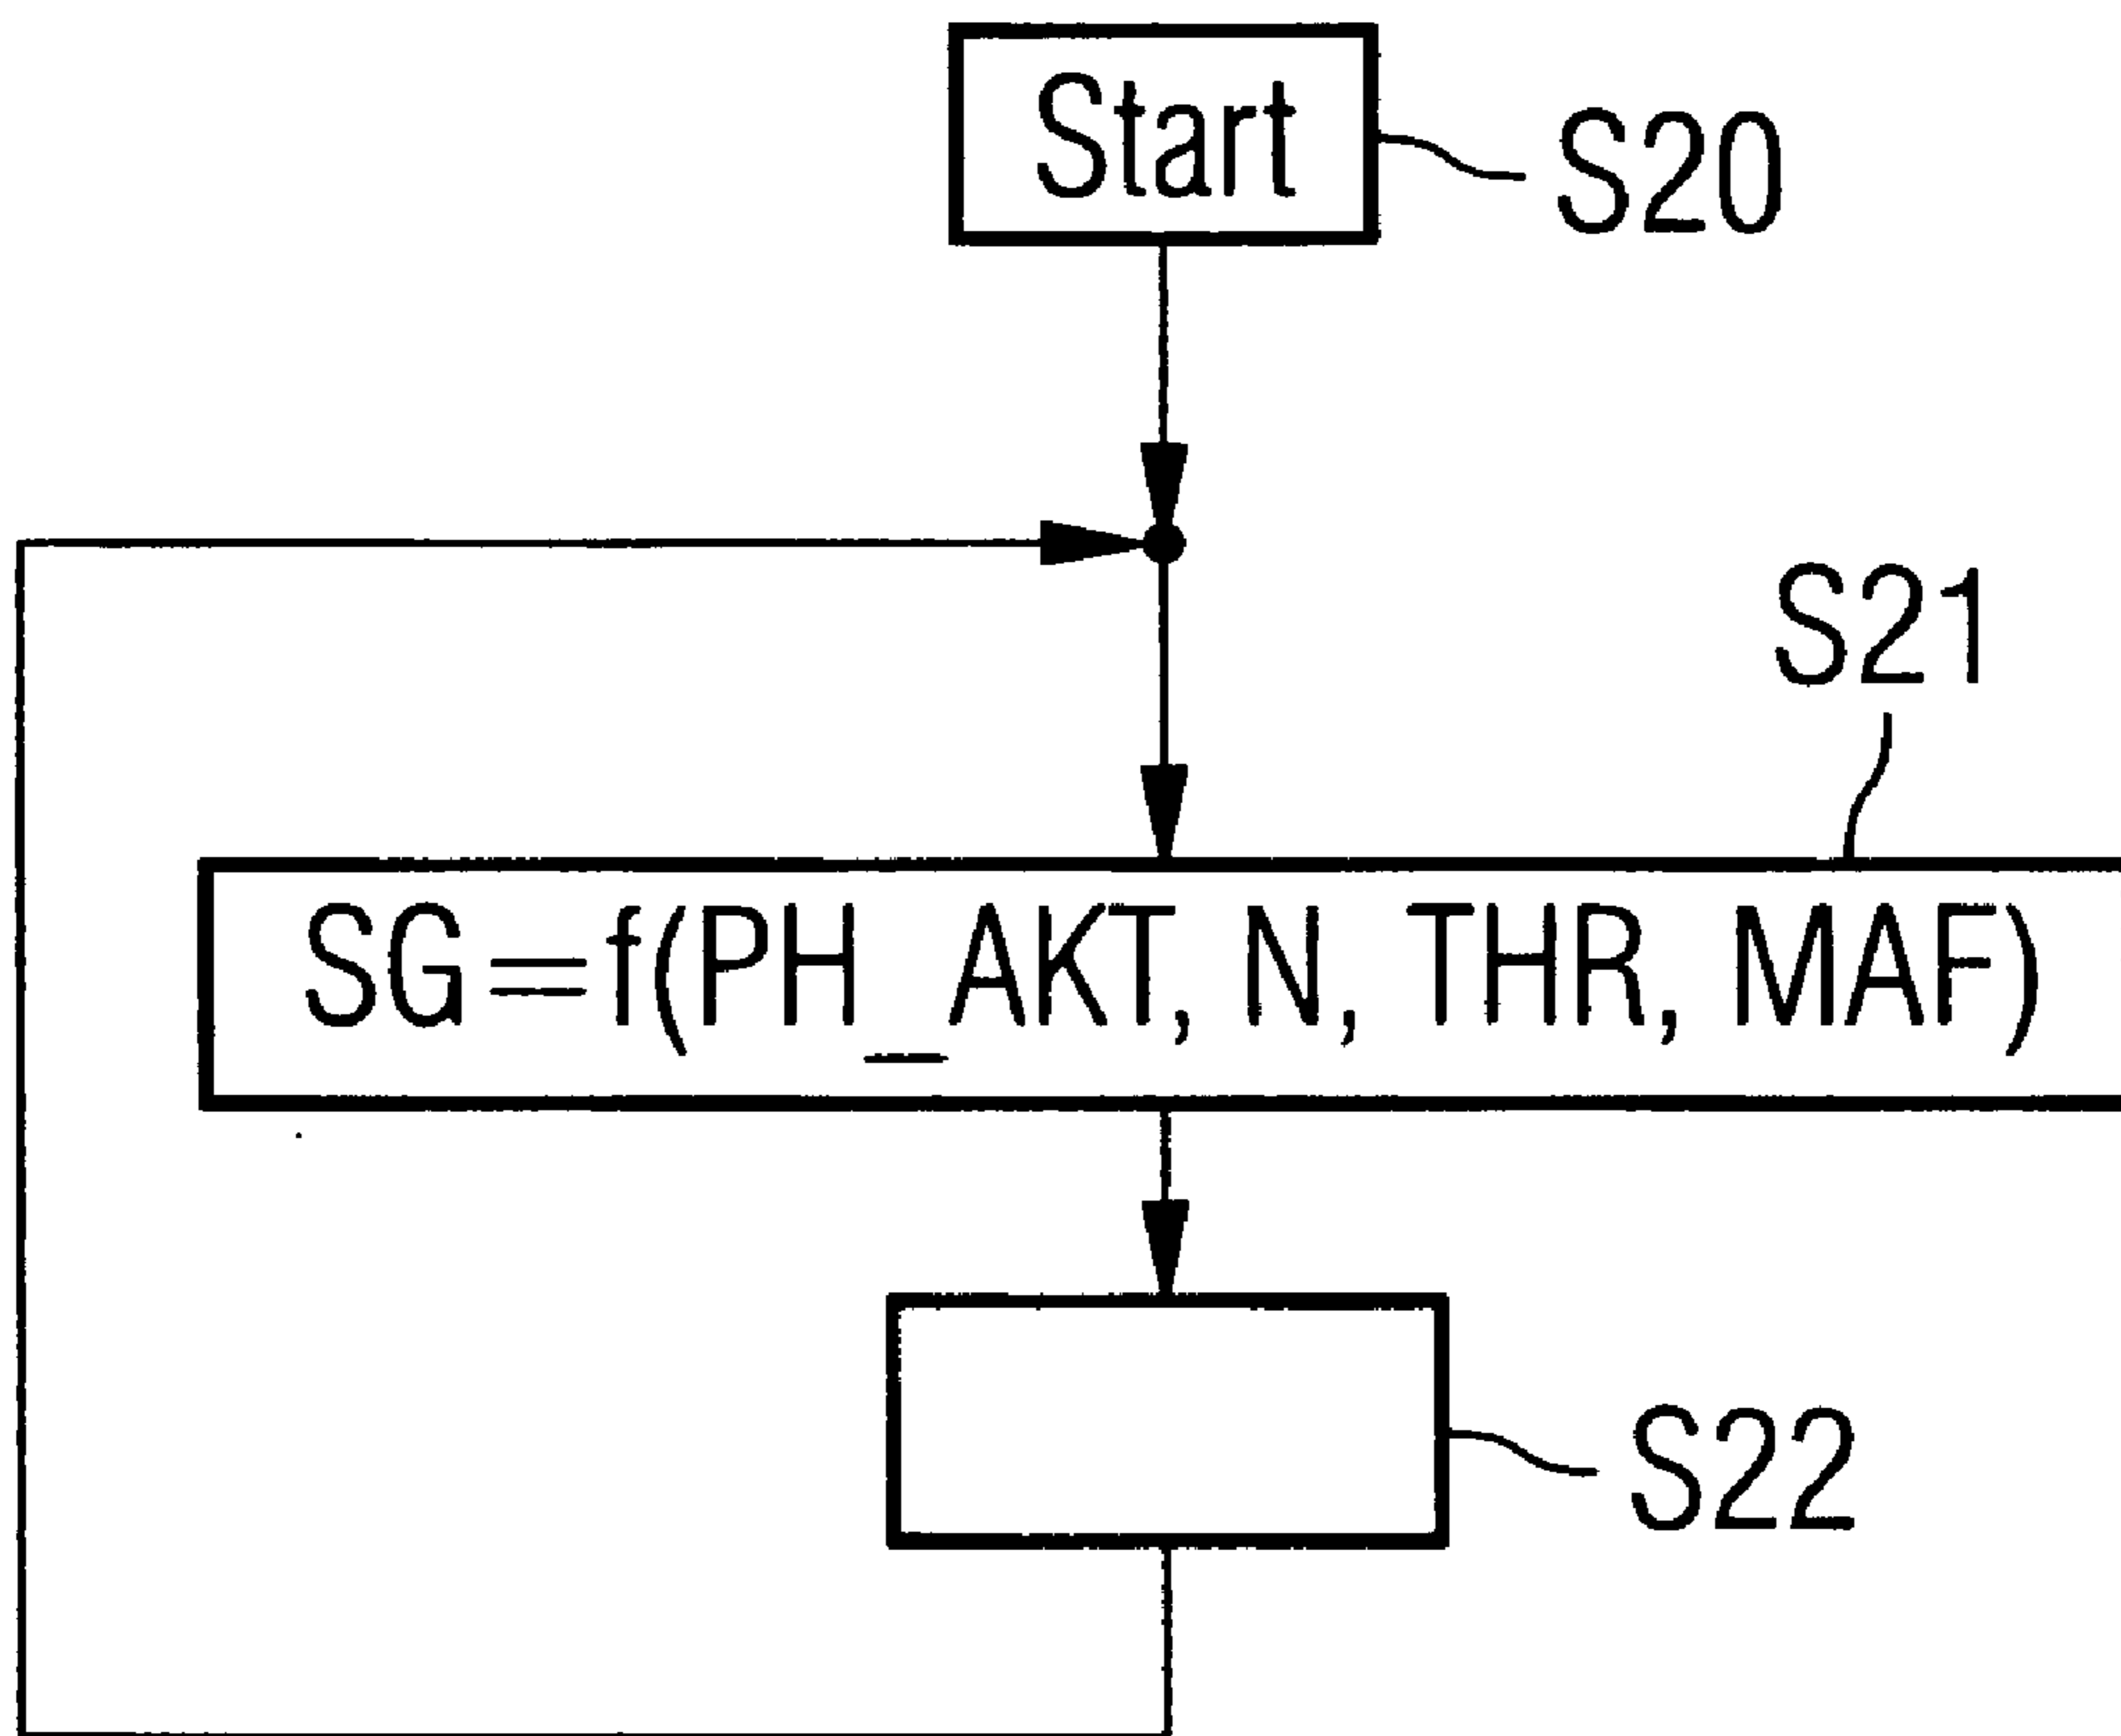 Start
S20
S21
SG=f(PH_AKT, N, THR, MAF)
S22